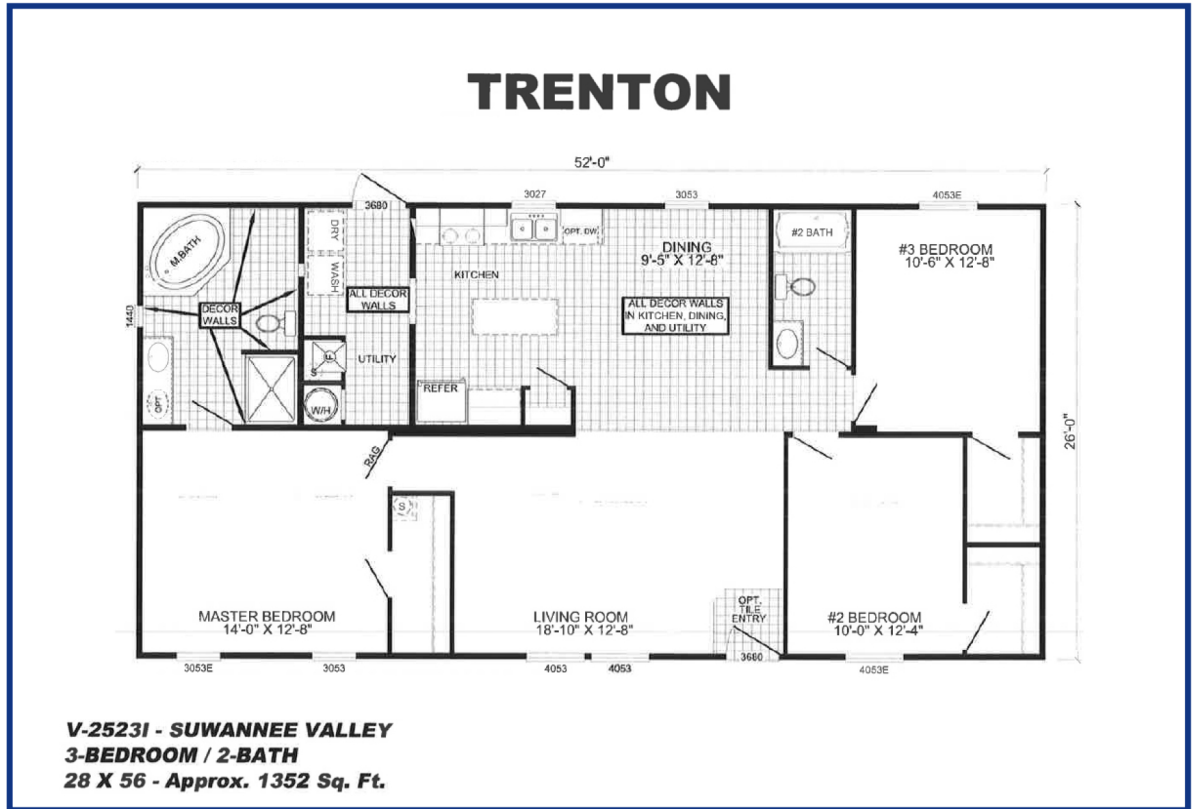 TRENTON
52'-0"
3027
3053
4053E
3680
M.BATH
DRY
WASH
OPT. DW
#2 BATH
DINING
9'-5" X 12'-8"
#3 BEDROOM
10'-6" X 12'-8"
KITCHEN
ALL DECOR
WALLS
ALL DECOR WALLS
IN KITCHEN, DINING,
AND UTILITY
DECOR
WALLS
1440
UTILITY
F
S
REFER
OPT
W/H
26'-0"
RAG
S
OPT.
TILE
ENTRY
MASTER BEDROOM
14'-0" X 12'-8"
LIVING ROOM
18'-10" X 12'-8"
#2 BEDROOM
10'-0" X 12'-4"
3053E
3053
4053
4053
3660
4053E
V-2523I - SUWANNEE VALLEY
3-BEDROOM / 2-BATH
28 X 56 - Approx. 1352 Sq. Ft.